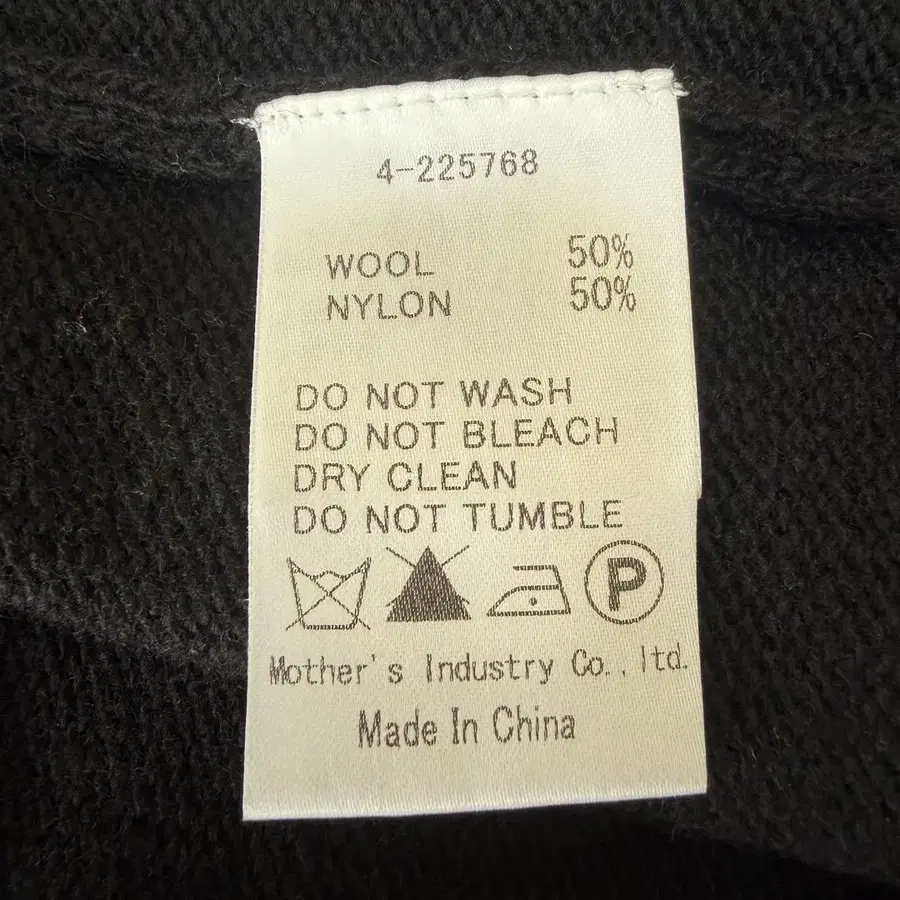 4-225768
WOOL 50%
NYLON 50%
DO NOT WASH
DO NOT BLEACH
DRY CLEAN
DO NOT TUMBLE
P
Mother's Industry Co.,ltd.
Made In China